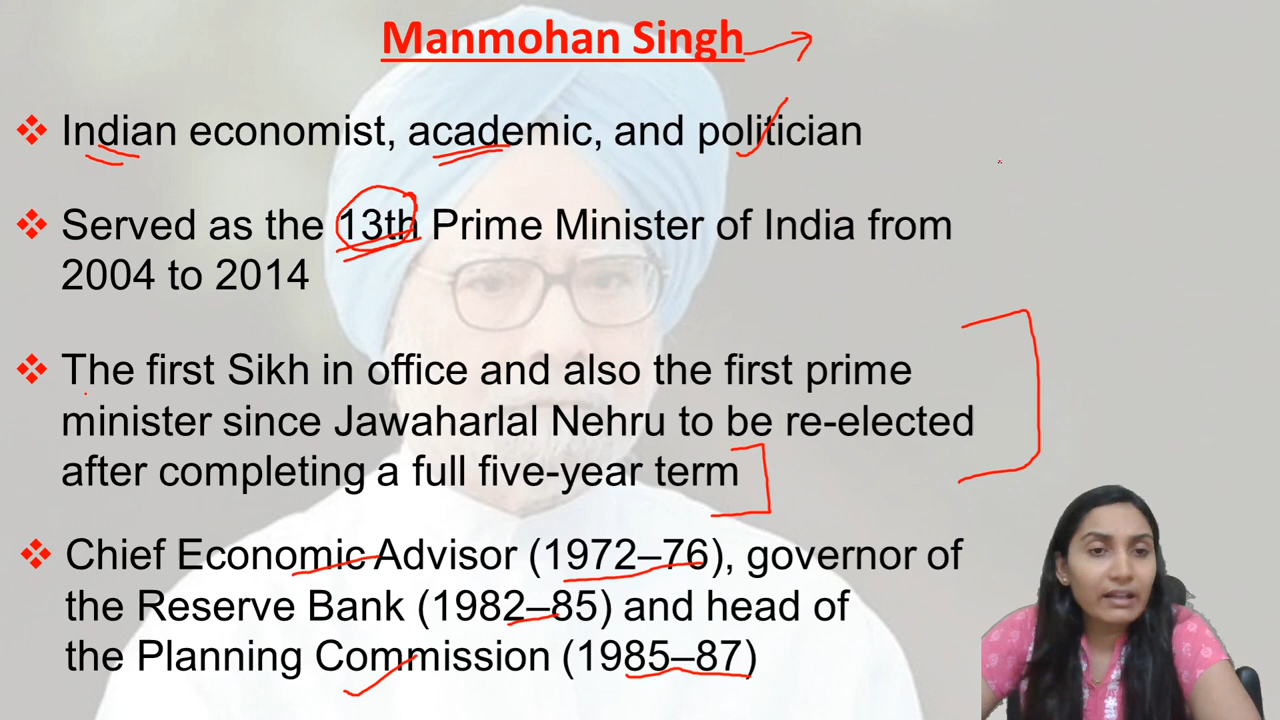 Manmohan Singh
Indian economist, academic, and politician
Served as the 13th Prime Minister of India from
2004 to 2014
The first Sikh in office and also the first prime
minister since Jawaharlal Nehru to be re-elected
after completing a full five-year term
Chief Economic Advisor (1972–76), governor of
the Reserve Bank (1982–85) and head of
the Planning Commission (1985–87)